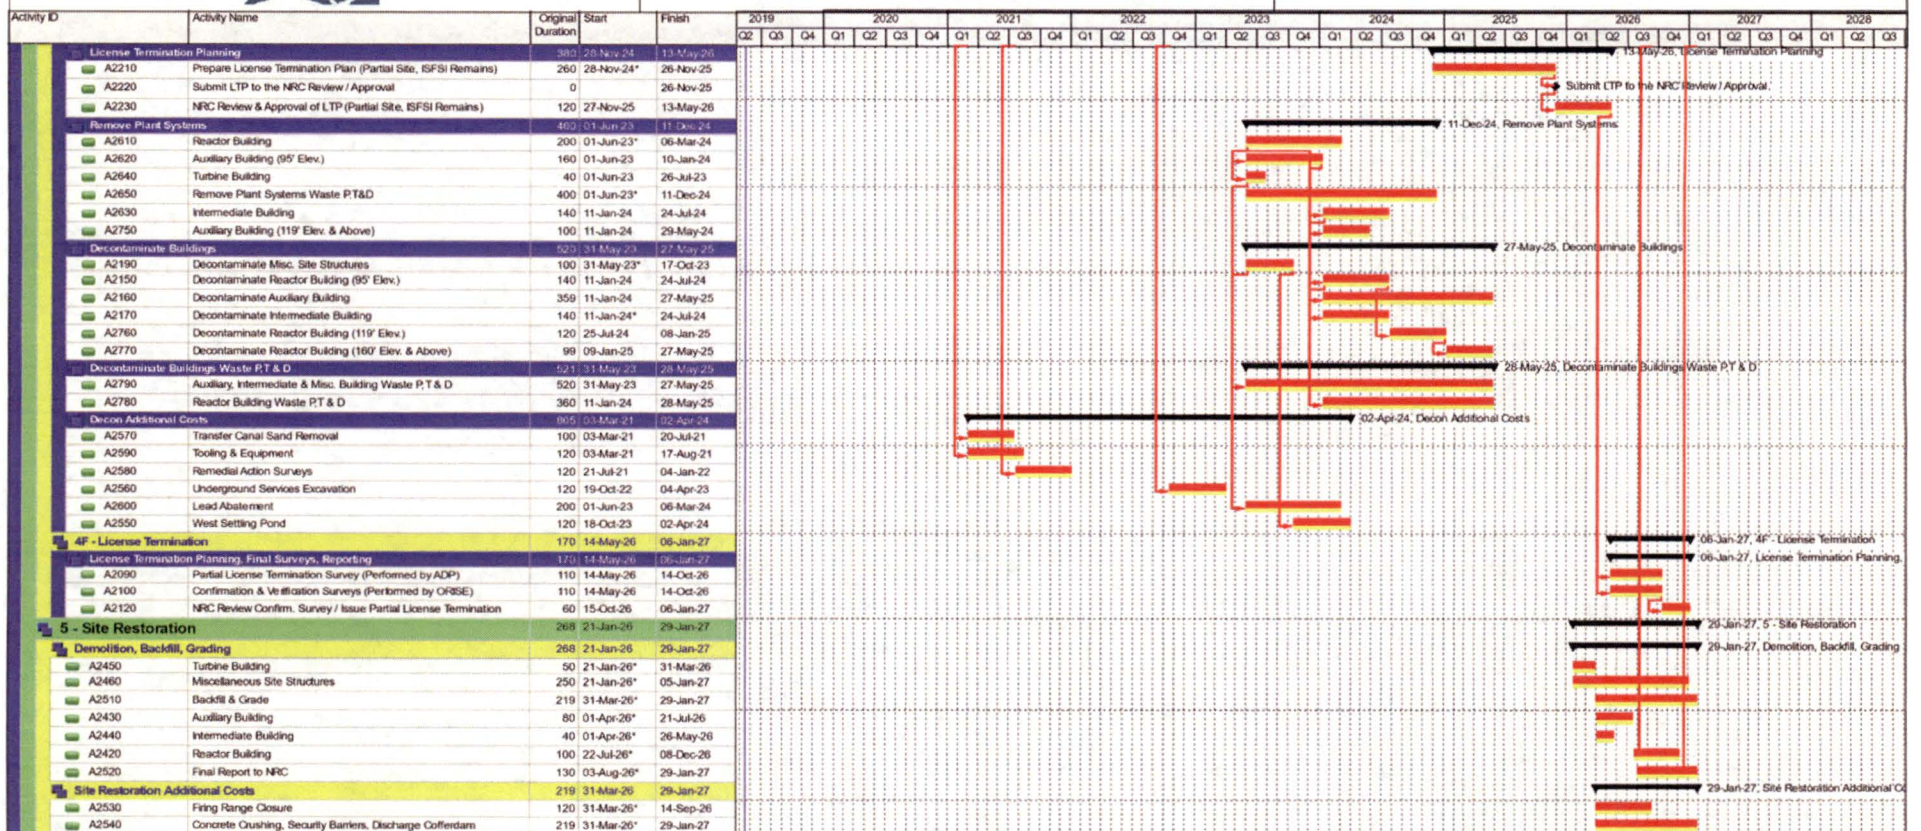 Activity ID Activity Name Original Duration Start Finish 2019 2020 2021 2022 2023 2024 2025 2026 2027 2028
Q2 Q3 Q4 Q1 Q2 Q3 Q4 Q1 Q2 Q3 Q4 Q1 Q2 Q3 Q4 Q1 Q2 Q3 Q4 Q1 Q2 Q3 Q4 Q1 Q2 Q3 Q4 Q1 Q2 Q3 Q4 Q1 Q2 Q3 Q4 Q1 Q2 Q3
License Termination Planning 380 28-Nov-24 13-May-26 13-May-26, License Termination Planning
A2210 Prepare License Termination Plan (Partial Site, ISFSI Remains) 260 28-Nov-24* 26-Nov-25
A2220 Submit LTP to the NRC Review / Approval 0 26-Nov-25 Submit LTP to the NRC Review / Approval.
A2230 NRC Review & Approval of LTP (Partial Site, ISFSI Remains) 120 27-Nov-25 13-May-26
Remove Plant Systems 400 01-Jun-23 11-Dec-24 11-Dec-24, Remove Plant Systems
A2610 Reactor Building 200 01-Jun-23* 06-Mar-24
A2620 Auxiliary Building (95' Elev.) 160 01-Jun-23 10-Jan-24
A2640 Turbine Building 40 01-Jun-23 26-Jul-23
A2650 Remove Plant Systems Waste P,T&D 400 01-Jun-23* 11-Dec-24
A2630 Intermediate Building 140 11-Jan-24 24-Jul-24
A2750 Auxiliary Building (119' Elev. & Above) 100 11-Jan-24 29-May-24
Decontaminate Buildings 520 31-May-23 27-May-25 27-May-25, Decontaminate Buildings
A2190 Decontaminate Misc. Site Structures 100 31-May-23* 17-Oct-23
A2150 Decontaminate Reactor Building (95' Elev.) 140 11-Jan-24 24-Jul-24
A2160 Decontaminate Auxiliary Building 359 11-Jan-24 27-May-25
A2170 Decontaminate Intermediate Building 140 11-Jan-24* 24-Jul-24
A2760 Decontaminate Reactor Building (119' Elev.) 120 25-Jul-24 08-Jan-25
A2770 Decontaminate Reactor Building (160' Elev. & Above) 99 09-Jan-25 27-May-25
Decontaminate Buildings Waste P,T & D 521 31-May-23 28-May-25 28-May-25, Decontaminate Buildings Waste P,T & D
A2790 Auxiliary, Intermediate & Misc. Building Waste P,T & D 520 31-May-23 27-May-25
A2780 Reactor Building Waste P,T & D 360 11-Jan-24 28-May-25
Decon Additional Costs 805 03-Mar-21 02-Apr-24 02-Apr-24, Decon Additional Costs
A2570 Transfer Canal Sand Removal 100 03-Mar-21 20-Jul-21
A2590 Tooling & Equipment 120 03-Mar-21 17-Aug-21
A2580 Remedial Action Surveys 120 21-Jul-21 04-Jan-22
A2560 Underground Services Excavation 120 19-Oct-22 04-Apr-23
A2600 Lead Abatement 200 01-Jun-23 06-Mar-24
A2550 West Settling Pond 120 18-Oct-23 02-Apr-24
4F - License Termination 170 14-May-26 06-Jan-27 06-Jan-27, 4F - License Termination
License Termination Planning, Final Surveys, Reporting 170 14-May-26 06-Jan-27 06-Jan-27, License Termination Planning,
A2090 Partial License Termination Survey (Performed by ADP) 110 14-May-26 14-Oct-26
A2100 Confirmation & Verification Surveys (Performed by ORISE) 110 14-May-26 14-Oct-26
A2120 NRC Review Confirm. Survey / Issue Partial License Termination 60 15-Oct-26 06-Jan-27
5 - Site Restoration 268 21-Jan-26 29-Jan-27 29-Jan-27, 5 - Site Restoration
Demolition, Backfill, Grading 268 21-Jan-26 29-Jan-27 29-Jan-27, Demolition, Backfill, Grading
A2450 Turbine Building 50 21-Jan-26* 31-Mar-26
A2460 Miscellaneous Site Structures 250 21-Jan-26* 05-Jan-27
A2510 Backfill & Grade 219 31-Mar-26* 29-Jan-27
A2430 Auxiliary Building 80 01-Apr-26* 21-Jul-26
A2440 Intermediate Building 40 01-Apr-26* 26-May-26
A2420 Reactor Building 100 22-Jul-26* 08-Dec-26
A2520 Final Report to NRC 130 03-Aug-26* 29-Jan-27
Site Restoration Additional Costs 219 31-Mar-26 29-Jan-27 29-Jan-27, Site Restoration Additional Co
A2530 Firing Range Closure 120 31-Mar-26* 14-Sep-26
A2540 Concrete Crushing, Security Barriers, Discharge Cofferdam 219 31-Mar-26* 29-Jan-27